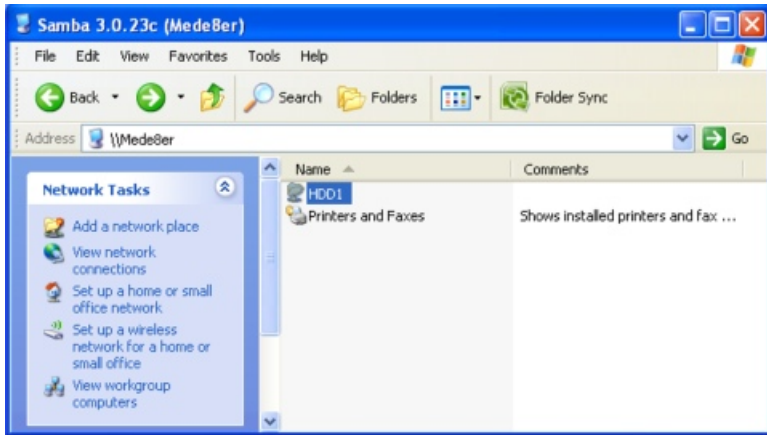 Samba 3.0.23c (Mede8er)
File Edit View Favorites Tools Help
Back Search Folders Folder Sync
Address \\Mede8er Go
Network Tasks
Add a network place
View network
connections
Set up a home or small
office network
Set up a wireless
network for a home or
small office
View workgroup
computers
Name Comments
HDD1
Printers and Faxes Shows installed printers and fax ...